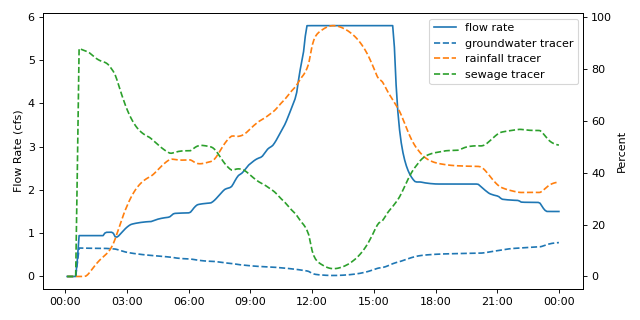 flow rate
groundwater tracer
rainfall tracer
sewage tracer
Flow Rate (cfs)
6
5
4
3
2
1
0
Percent
100
80
60
40
20
0
00:00 03:00 06:00 09:00 12:00 15:00 18:00 21:00 00:00